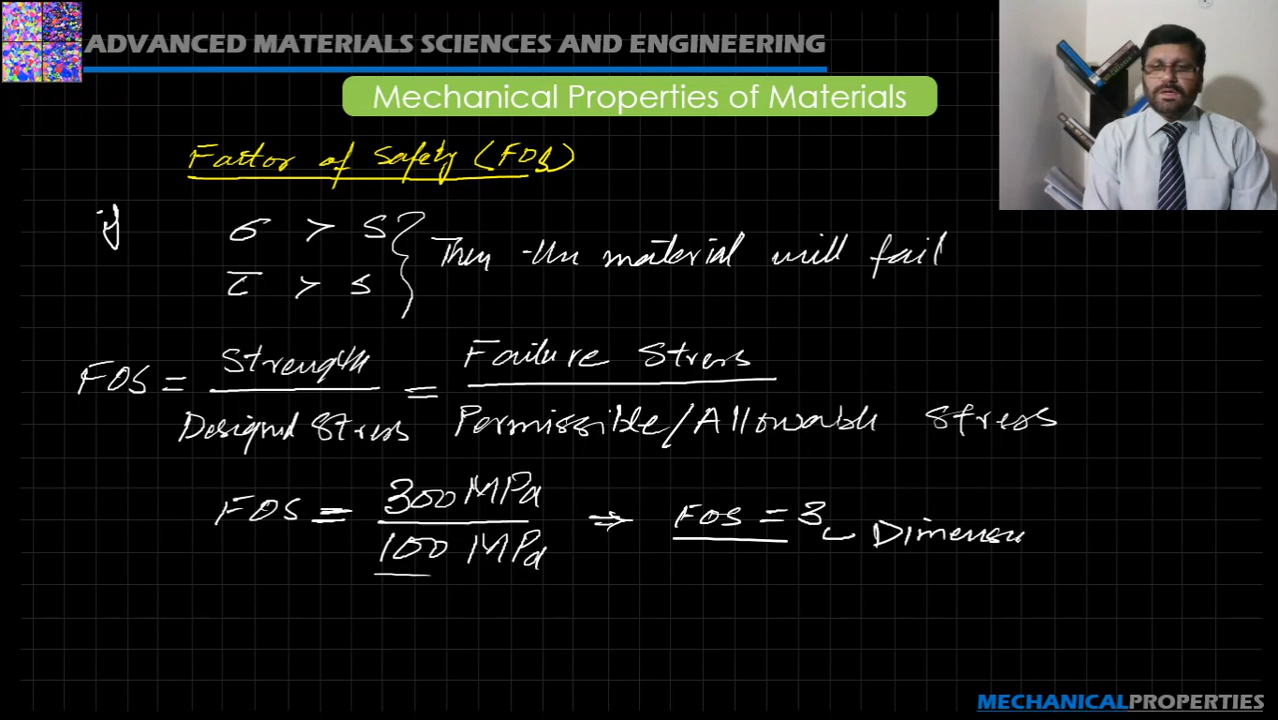 ADVANCED MATERIALS SCIENCES AND ENGINEERING
Mechanical Properties of Materials
Factor of Safety (FOS)
if σ > S } Then the material will fail
τ > S
FOS = Strength / Designed Stress = Failure Stress / Permissible/Allowable Stress
FOS = 300 MPa / 100 MPa ⇒ FOS = 3 Dimension
MECHANICALPROPERTIES